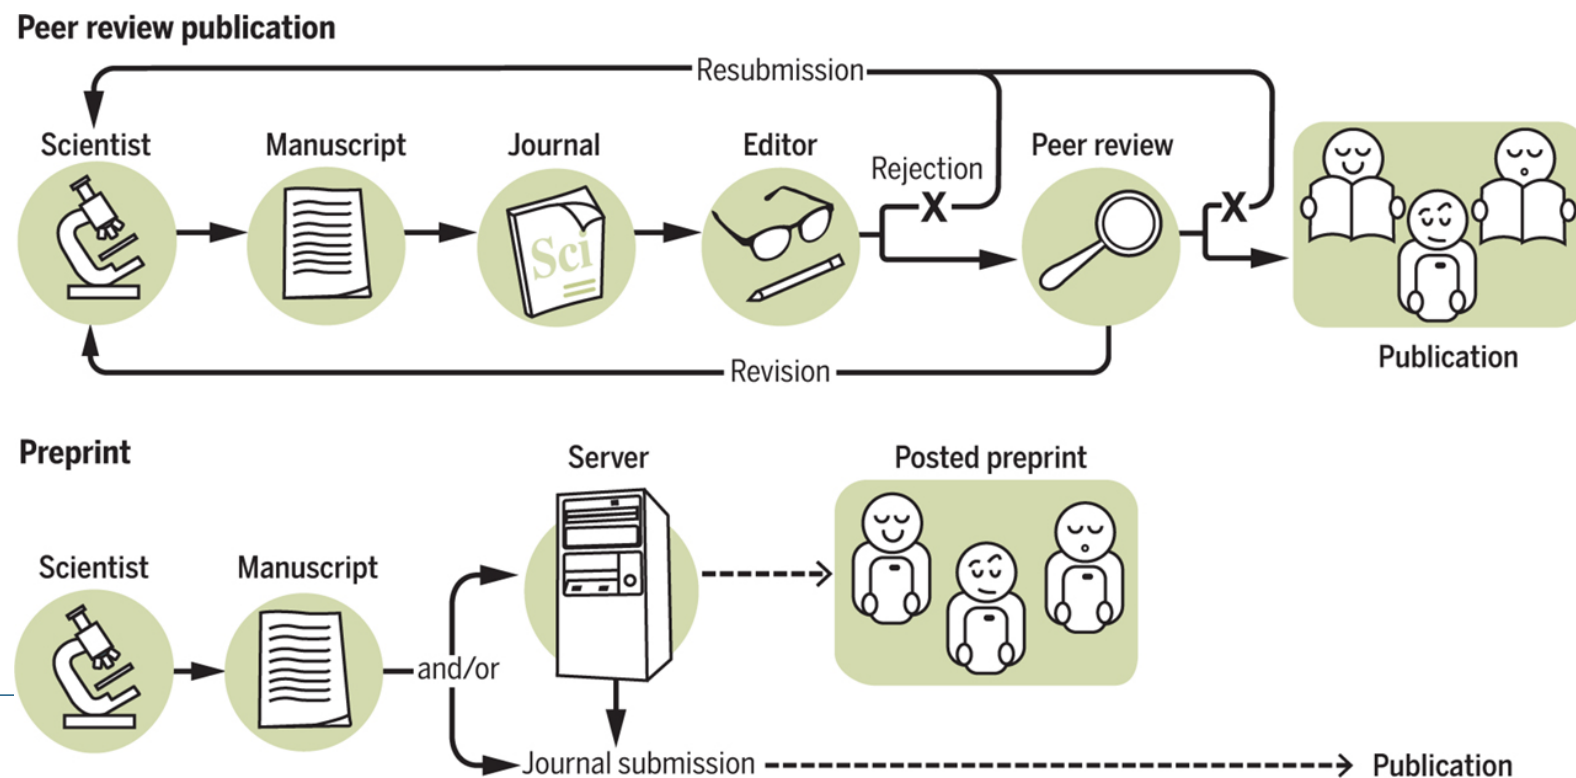 Peer review publication
Resubmission
Scientist
Manuscript
Journal
Editor
Rejection
Peer review
X
X
Sci
Revision
Publication
Preprint
Server
Posted preprint
Scientist
Manuscript
and/or
Journal submission
Publication